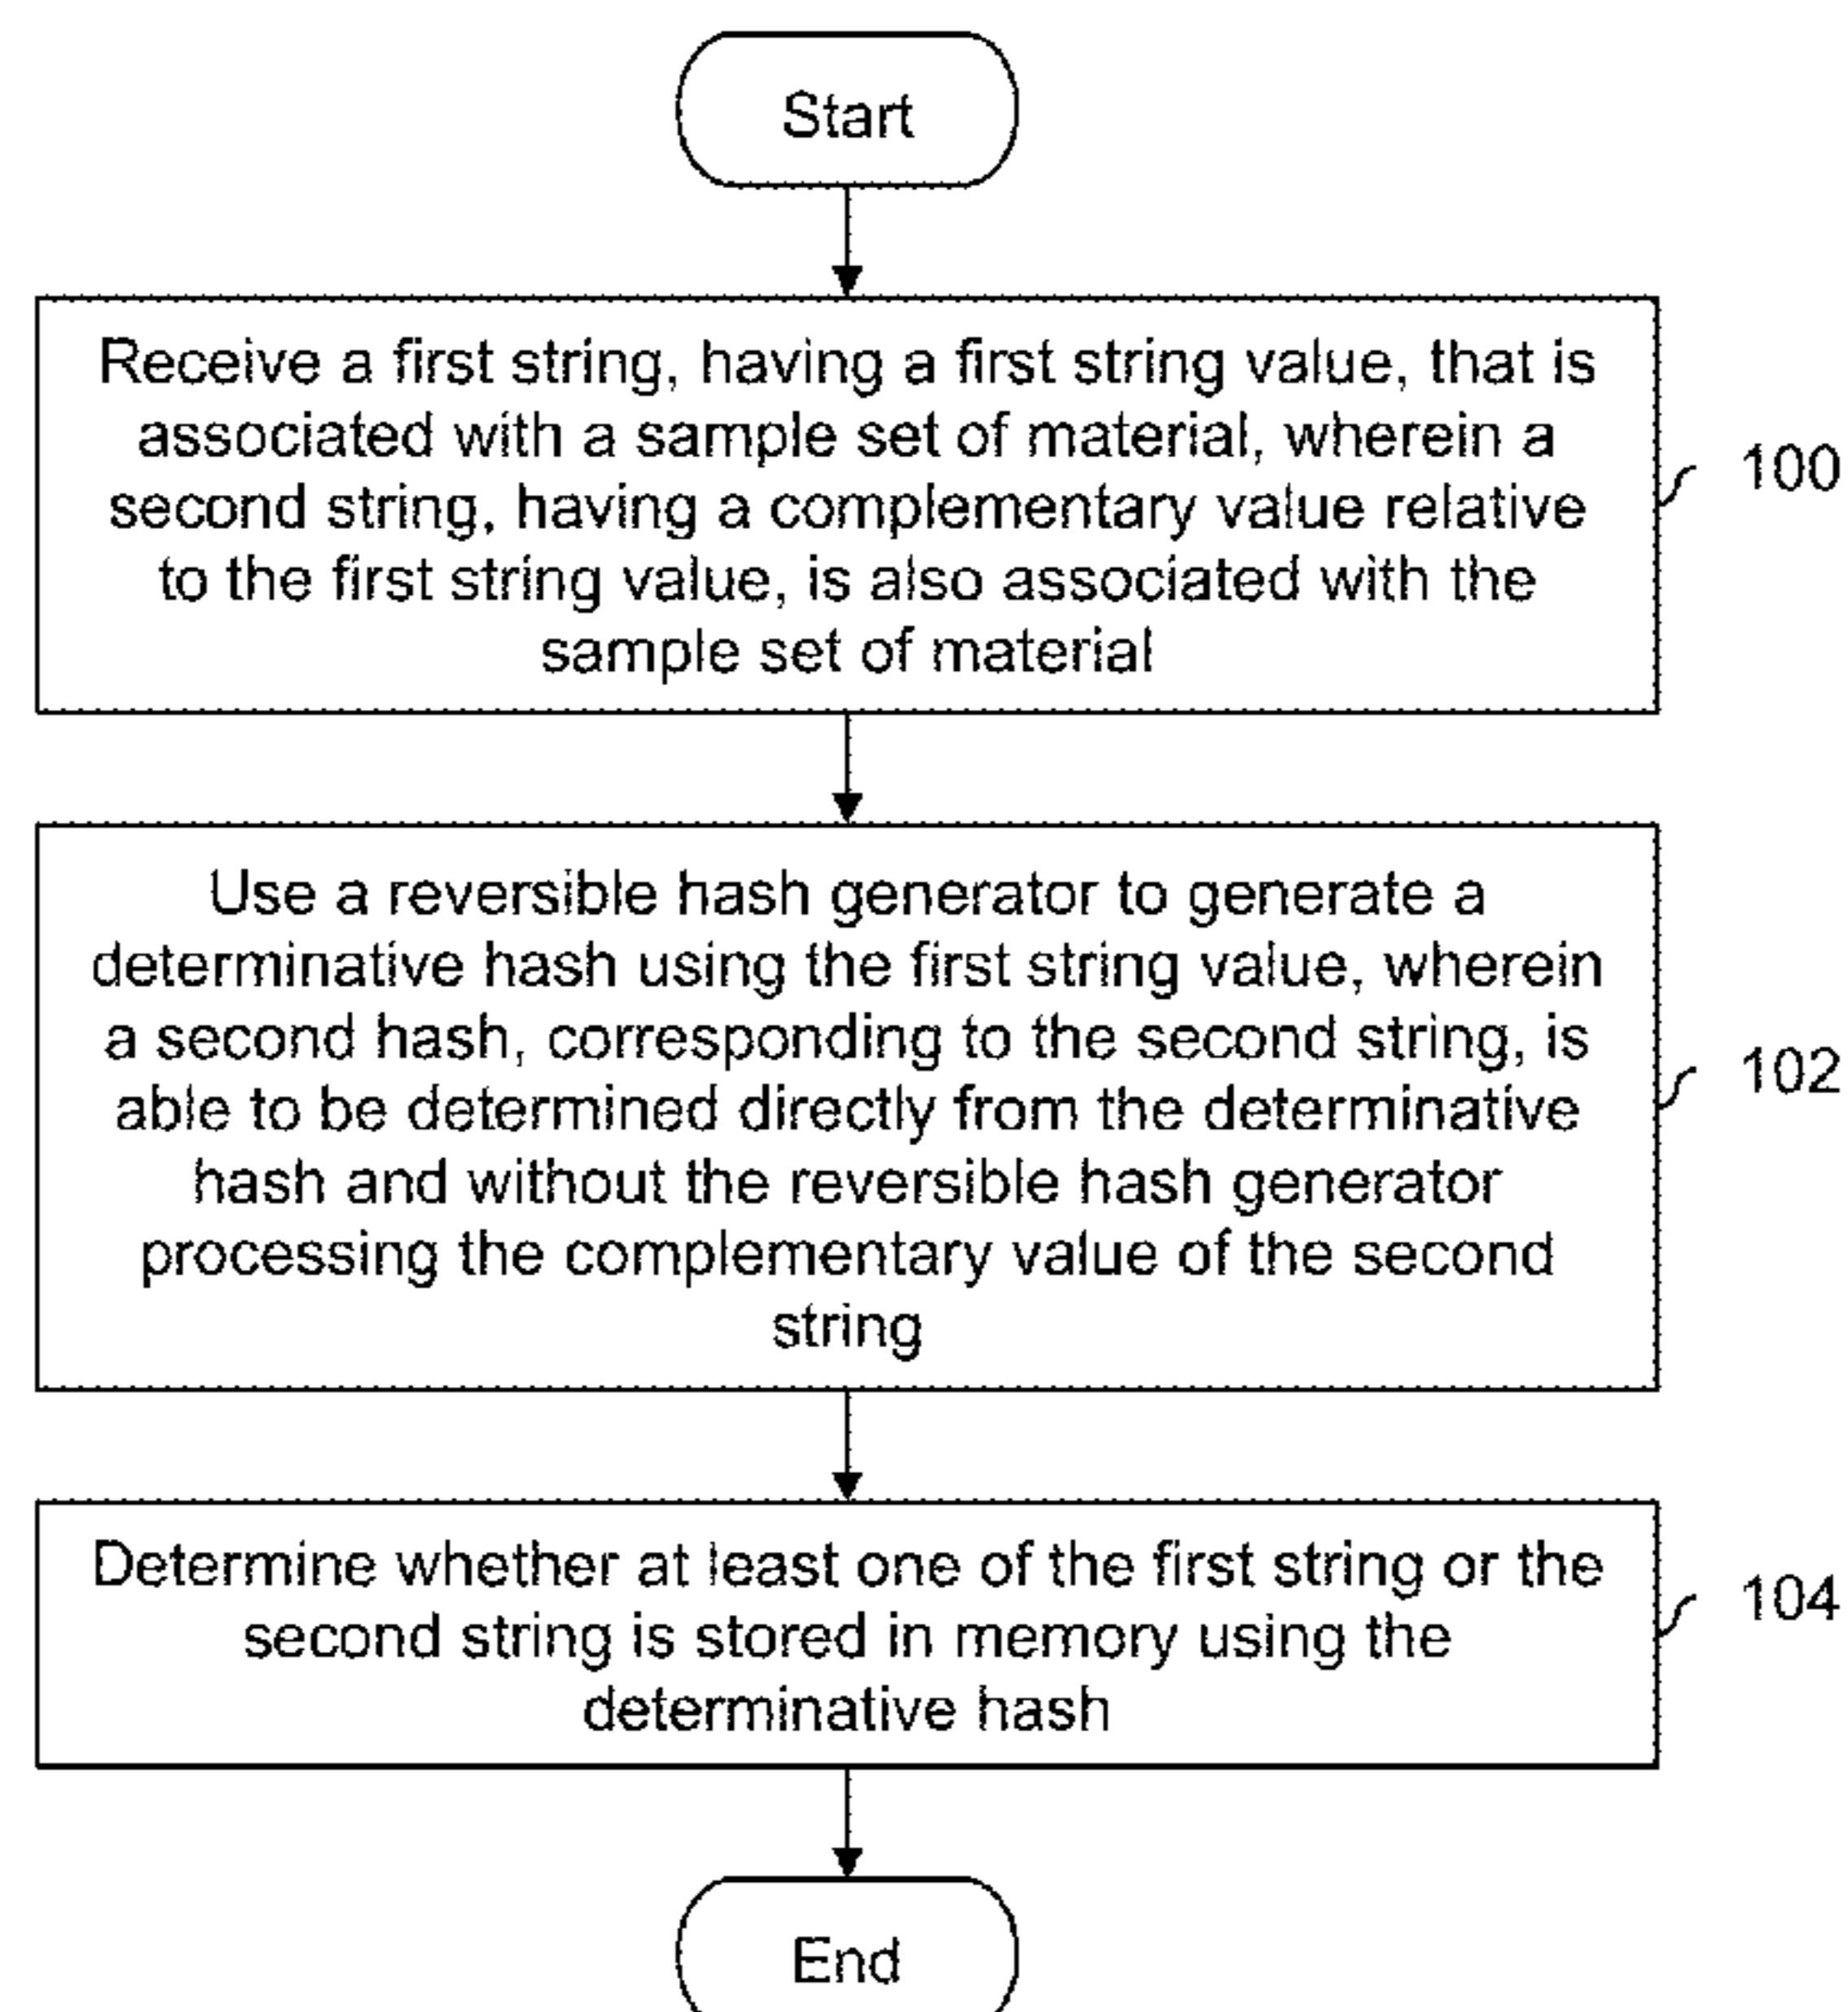 Start
Receive a first string, having a first string value, that is
associated with a sample set of material, wherein a
second string, having a complementary value relative
to the first string value, is also associated with the
sample set of material
100
Use a reversible hash generator to generate a
determinative hash using the first string value, wherein
a second hash, corresponding to the second string, is
able to be determined directly from the determinative
hash and without the reversible hash generator
processing the complementary value of the second
string
102
Determine whether at least one of the first string or the
second string is stored in memory using the
determinative hash
104
End